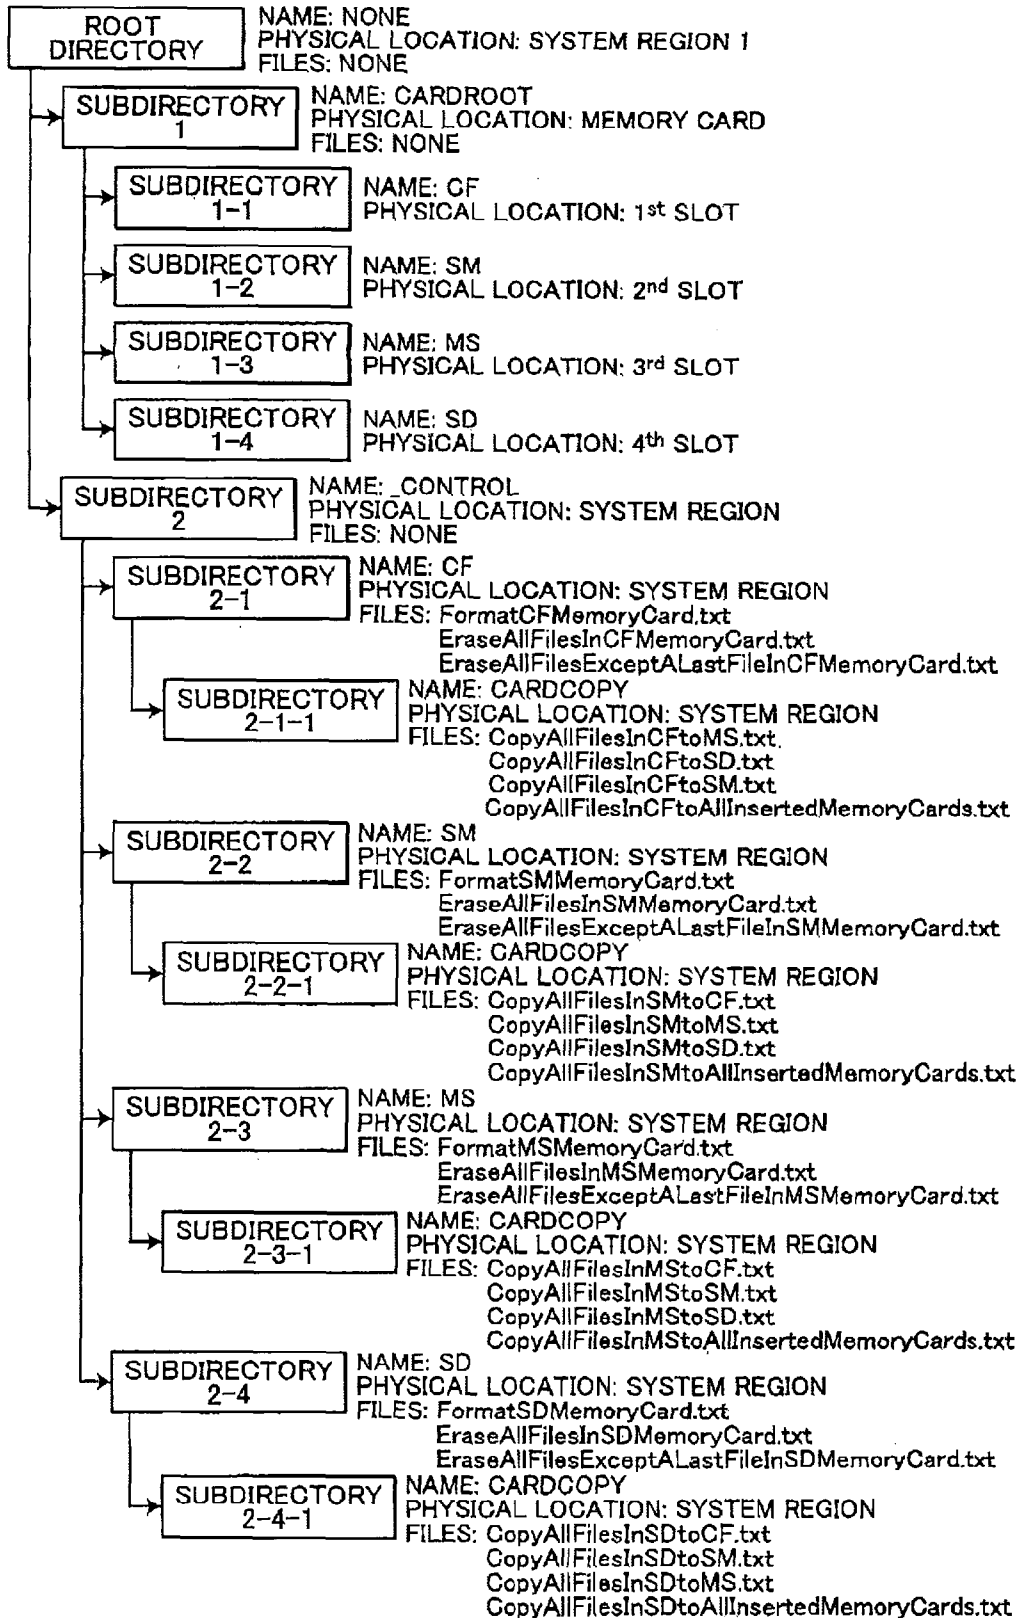 ROOT
DIRECTORY
NAME: NONE
PHYSICAL LOCATION: SYSTEM REGION 1
FILES: NONE
SUBDIRECTORY
1
NAME: CARDROOT
PHYSICAL LOCATION: MEMORY CARD
FILES: NONE
SUBDIRECTORY
1-1
NAME: CF
PHYSICAL LOCATION: 1st SLOT
SUBDIRECTORY
1-2
NAME: SM
PHYSICAL LOCATION: 2nd SLOT
SUBDIRECTORY
1-3
NAME: MS
PHYSICAL LOCATION: 3rd SLOT
SUBDIRECTORY
1-4
NAME: SD
PHYSICAL LOCATION: 4th SLOT
SUBDIRECTORY
2
NAME: _CONTROL
PHYSICAL LOCATION: SYSTEM REGION
FILES: NONE
SUBDIRECTORY
2-1
NAME: CF
PHYSICAL LOCATION: SYSTEM REGION
FILES: FormatCFMemoryCard.txt
EraseAllFilesInCFMemoryCard.txt
EraseAllFilesExceptALastFileInCFMemoryCard.txt
SUBDIRECTORY
2-1-1
NAME: CARDCOPY
PHYSICAL LOCATION: SYSTEM REGION
FILES: CopyAllFilesInCFtoMS.txt
CopyAllFilesInCFtoSD.txt
CopyAllFilesInCFtoSM.txt
CopyAllFilesInCFtoAllInsertedMemoryCards.txt
SUBDIRECTORY
2-2
NAME: SM
PHYSICAL LOCATION: SYSTEM REGION
FILES: FormatSMMemoryCard.txt
EraseAllFilesInSMMemoryCard.txt
EraseAllFilesExceptALastFileInSMMemoryCard.txt
SUBDIRECTORY
2-2-1
NAME: CARDCOPY
PHYSICAL LOCATION: SYSTEM REGION
FILES: CopyAllFilesInSMtoCF.txt
CopyAllFilesInSMtoMS.txt
CopyAllFilesInSMtoSD.txt
CopyAllFilesInSMtoAllInsertedMemoryCards.txt
SUBDIRECTORY
2-3
NAME: MS
PHYSICAL LOCATION: SYSTEM REGION
FILES: FormatMSMemoryCard.txt
EraseAllFilesInMSMemoryCard.txt
EraseAllFilesExceptALastFileInMSMemoryCard.txt
SUBDIRECTORY
2-3-1
NAME: CARDCOPY
PHYSICAL LOCATION: SYSTEM REGION
FILES: CopyAllFilesInMStoCF.txt
CopyAllFilesInMStoSM.txt
CopyAllFilesInMStoSD.txt
CopyAllFilesInMStoAllInsertedMemoryCards.txt
SUBDIRECTORY
2-4
NAME: SD
PHYSICAL LOCATION: SYSTEM REGION
FILES: FormatSDMemoryCard.txt
EraseAllFilesInSDMemoryCard.txt
EraseAllFilesExceptALastFileInSDMemoryCard.txt
SUBDIRECTORY
2-4-1
NAME: CARDCOPY
PHYSICAL LOCATION: SYSTEM REGION
FILES: CopyAllFilesInSDtoCF.txt
CopyAllFilesInSDtoSM.txt
CopyAllFilesInSDtoMS.txt
CopyAllFilesInSDtoAllInsertedMemoryCards.txt